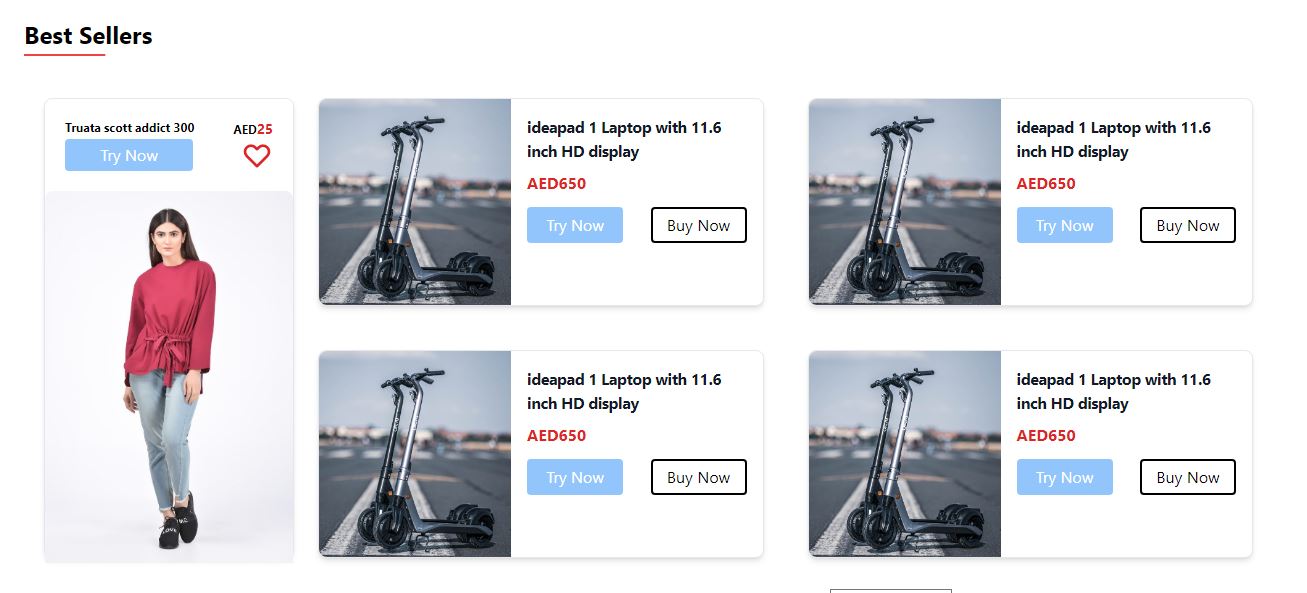 Best Sellers
Truata scott addict 300
AED25
Try Now
ideapad 1 Laptop with 11.6
inch HD display
AED650
Try Now
Buy Now
ideapad 1 Laptop with 11.6
inch HD display
AED650
Try Now
Buy Now
ideapad 1 Laptop with 11.6
inch HD display
AED650
Try Now
Buy Now
ideapad 1 Laptop with 11.6
inch HD display
AED650
Try Now
Buy Now